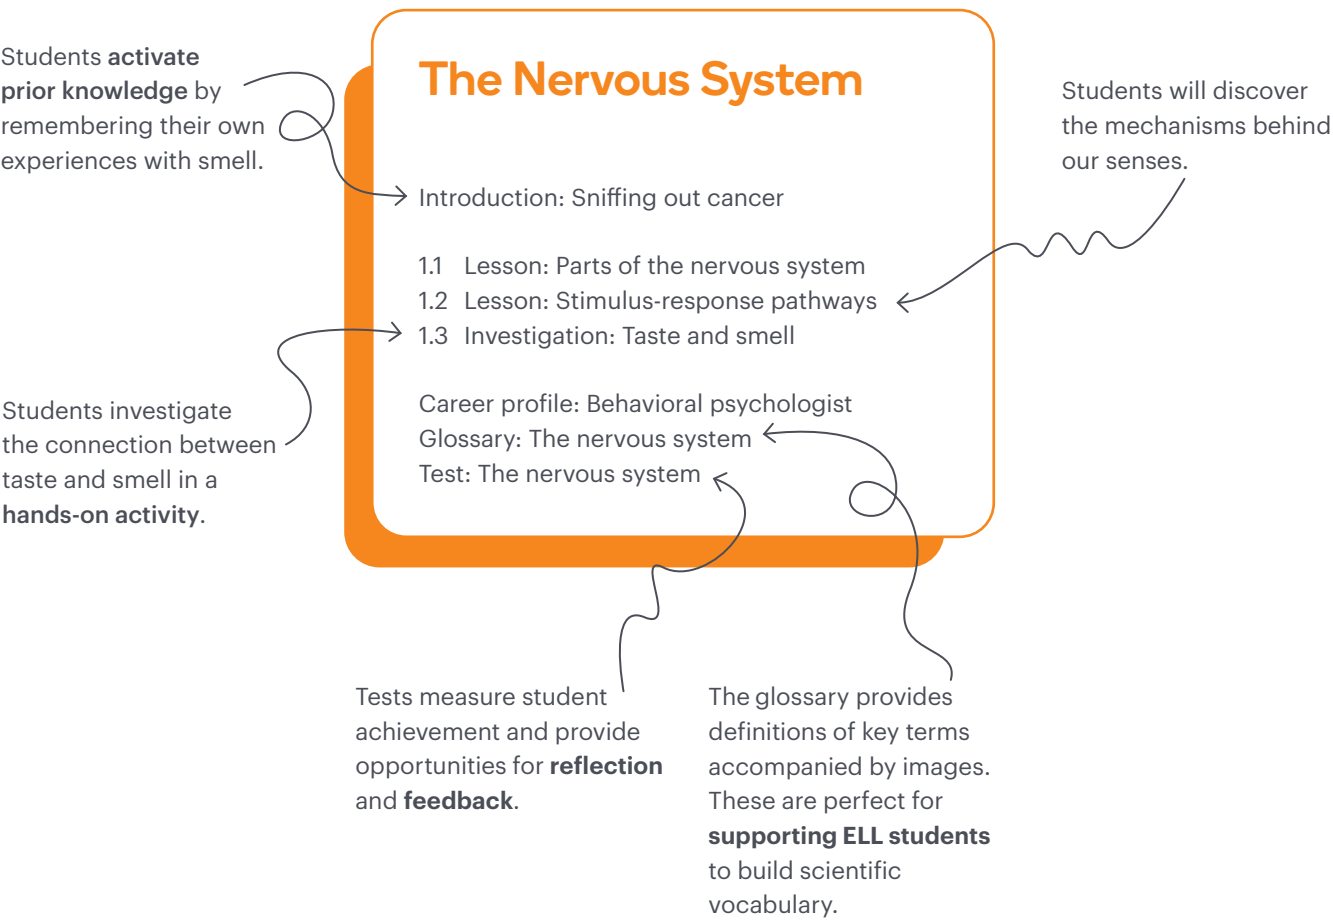 The Nervous System
Students activate
prior knowledge by
remembering their own
experiences with smell.
Students will discover
the mechanisms behind
our senses.
Introduction: Sniffing out cancer
1.1 Lesson: Parts of the nervous system
1.2 Lesson: Stimulus-response pathways
1.3 Investigation: Taste and smell
Students investigate
the connection between
taste and smell in a
hands-on activity.
Career profile: Behavioral psychologist
Glossary: The nervous system
Test: The nervous system
Tests measure student
achievement and provide
opportunities for reflection
and feedback.
The glossary provides
definitions of key terms
accompanied by images.
These are perfect for
supporting ELL students
to build scientific
vocabulary.